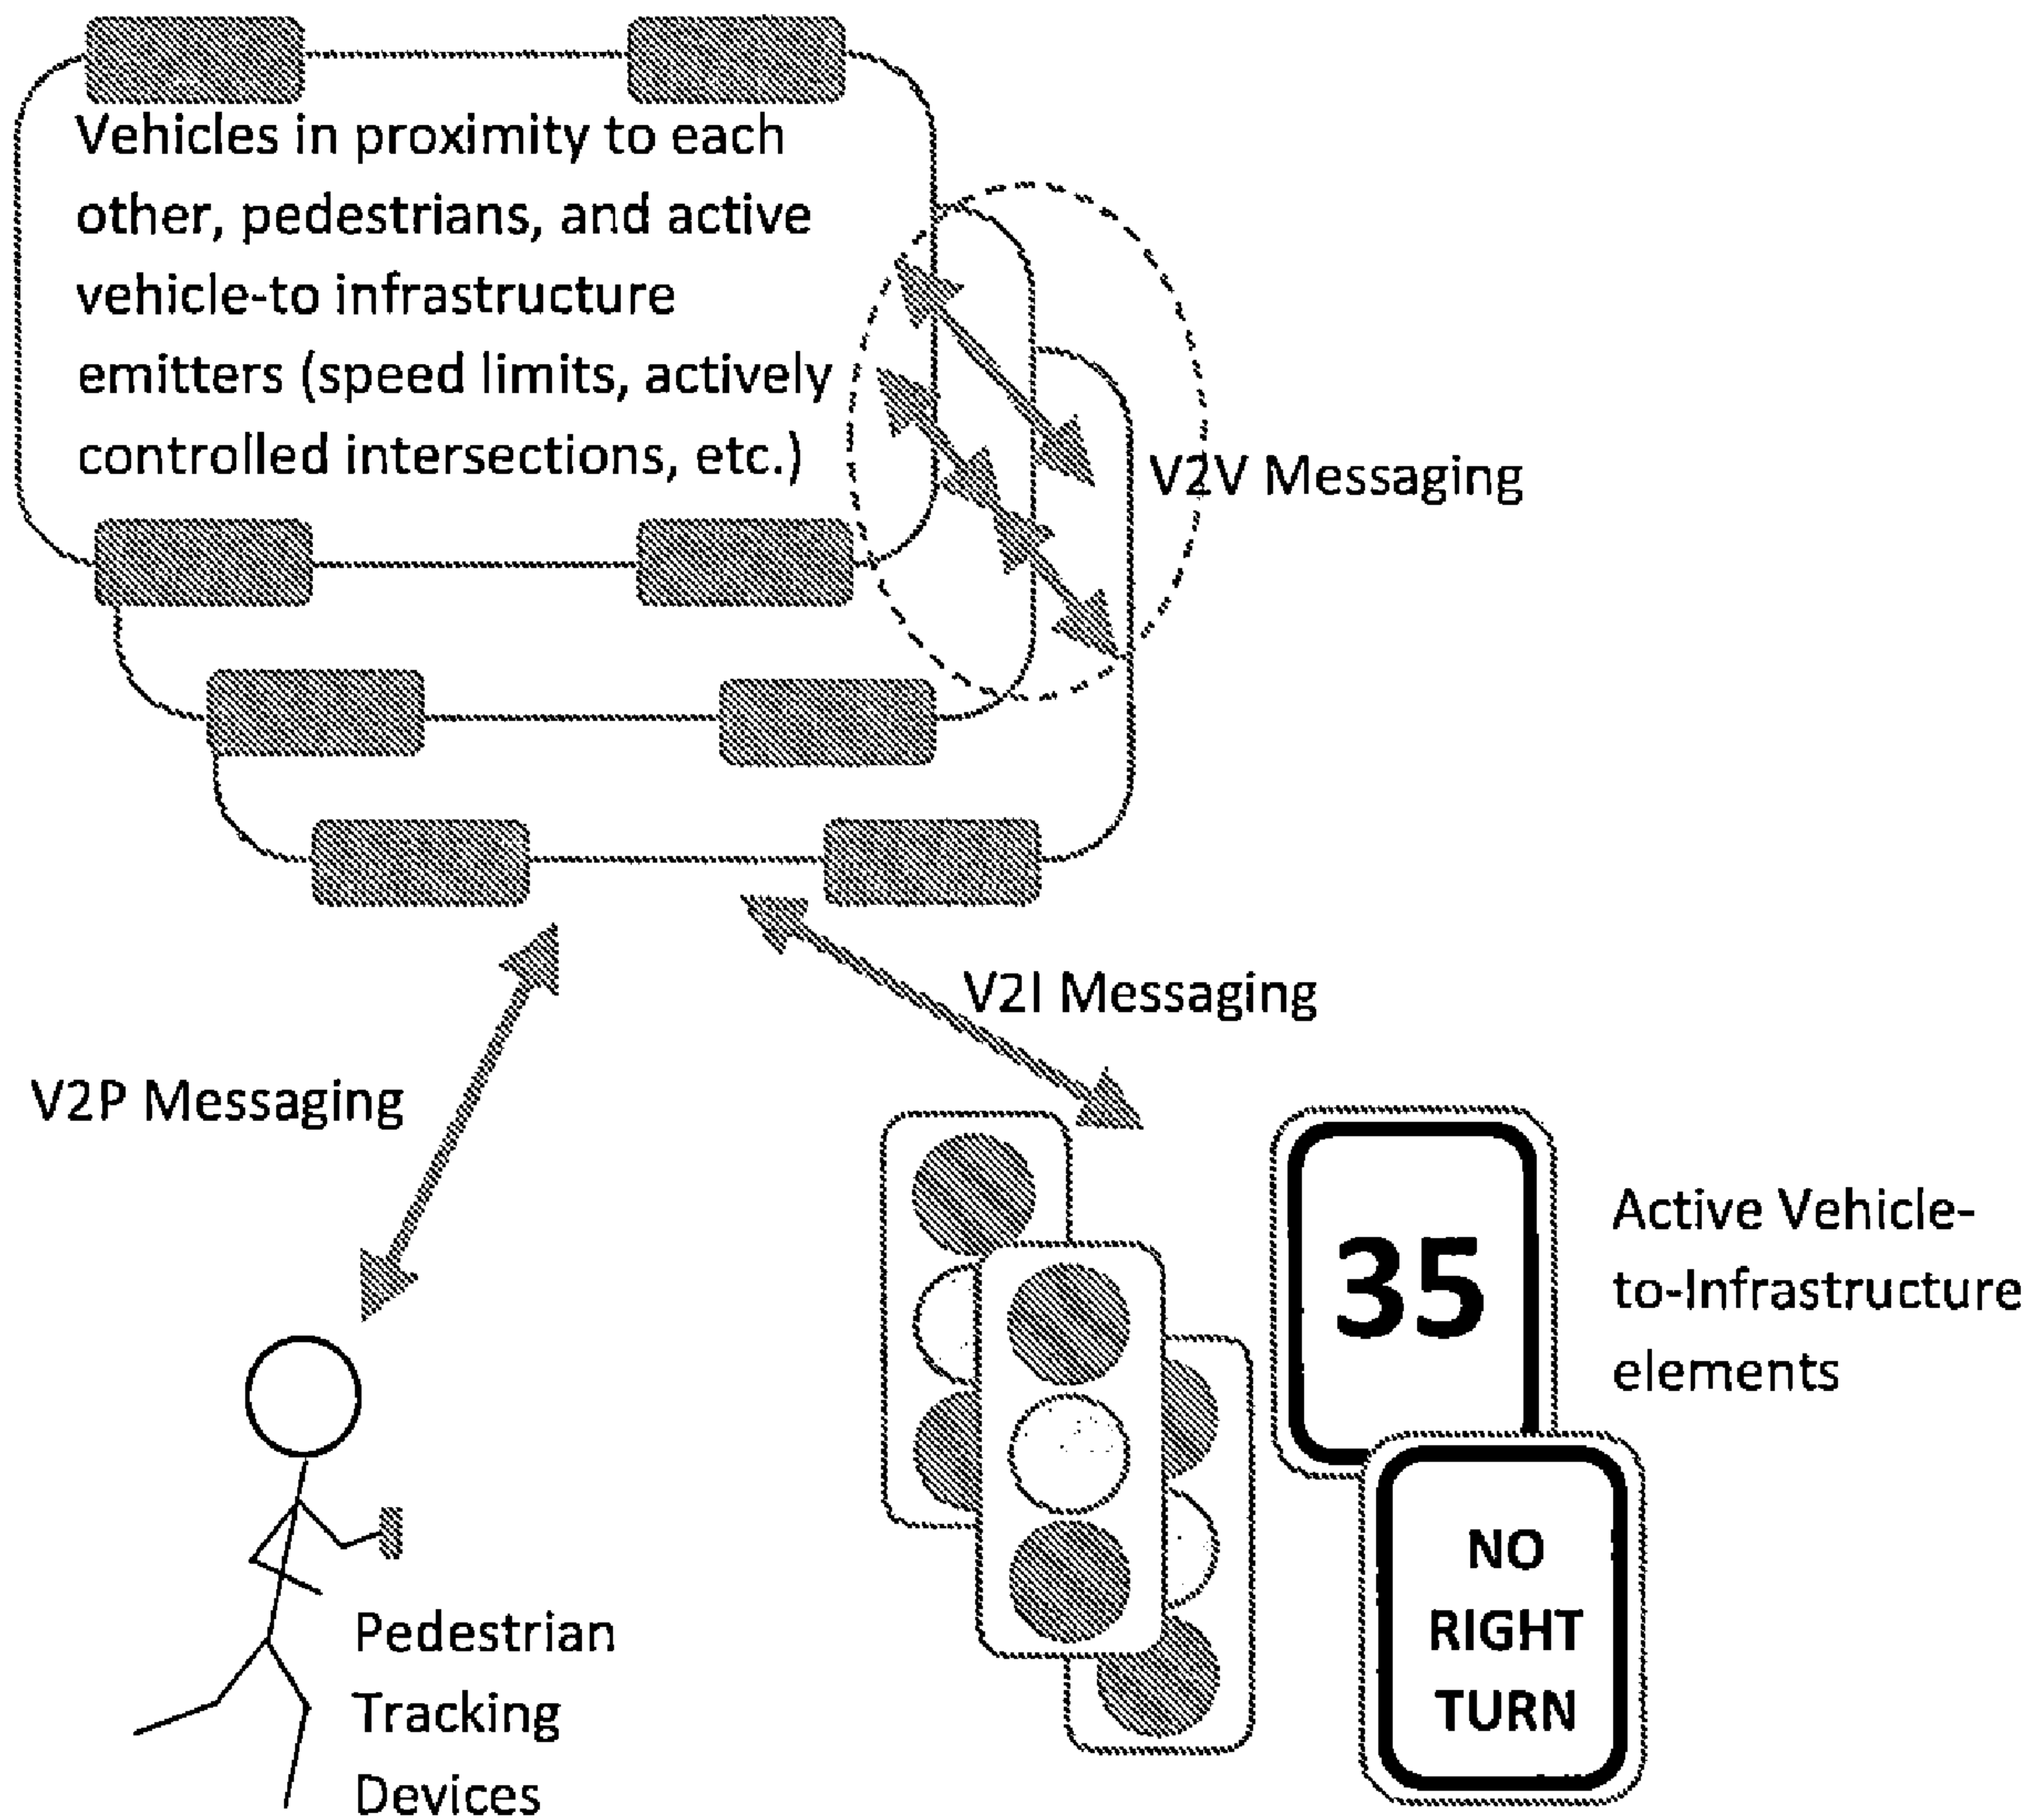 Vehicles in proximity to each
other, pedestrians, and active
vehicle-to infrastructure
emitters (speed limits, actively
controlled intersections, etc.)
V2V Messaging
V2I Messaging
V2P Messaging
35
Active Vehicle-
to-Infrastructure
elements
NO
RIGHT
TURN
Pedestrian
Tracking
Devices